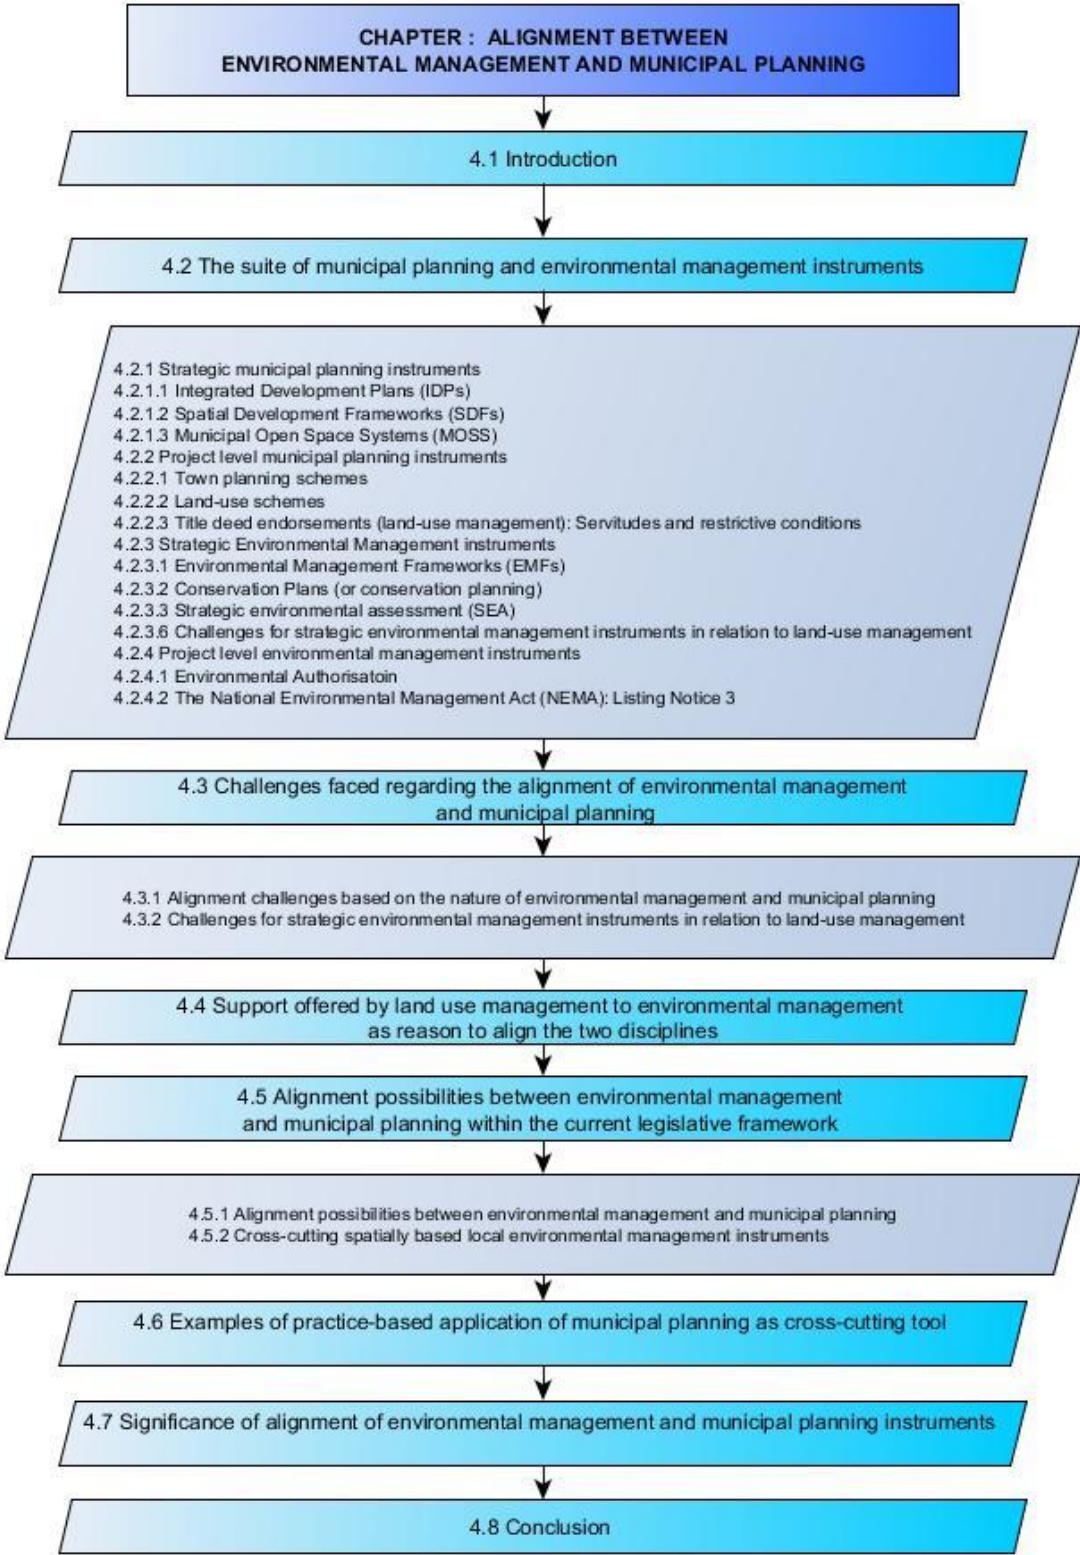 CHAPTER : ALIGNMENT BETWEEN
ENVIRONMENTAL MANAGEMENT AND MUNICIPAL PLANNING
4.1 Introduction
4.2 The suite of municipal planning and environmental management instruments
4.2.1 Strategic municipal planning instruments
4.2.1.1 Integrated Development Plans (IDPs)
4.2.1.2 Spatial Development Frameworks (SDFs)
4.2.1.3 Municipal Open Space Systems (MOSS)
4.2.2 Project level municipal planning instruments
4.2.2.1 Town planning schemes
4.2.2.2 Land-use schemes
4.2.2.3 Title deed endorsements (land-use management): Servitudes and restrictive conditions
4.2.3 Strategic Environmental Management instruments
4.2.3.1 Environmental Management Frameworks (EMFs)
4.2.3.2 Conservation Plans (or conservation planning)
4.2.3.3 Strategic environmental assessment (SEA)
4.2.3.6 Challenges for strategic environmental management instruments in relation to land-use management
4.2.4 Project level environmental management instruments
4.2.4.1 Environmental Authorisatoin
4.2.4.2 The National Environmental Management Act (NEMA): Listing Notice 3
4.3 Challenges faced regarding the alignment of environmental management
and municipal planning
4.3.1 Alignment challenges based on the nature of environmental management and municipal planning
4.3.2 Challenges for strategic environmental management instruments in relation to land-use management
4.4 Support offered by land use management to environmental management
as reason to align the two disciplines
4.5 Alignment possibilities between environmental management
and municipal planning within the current legislative framework
4.5.1 Alignment possibilities between environmental management and municipal planning
4.5.2 Cross-cutting spatially based local environmental management instruments
4.6 Examples of practice-based application of municipal planning as cross-cutting tool
4.7 Significance of alignment of environmental management and municipal planning instruments
4.8 Conclusion